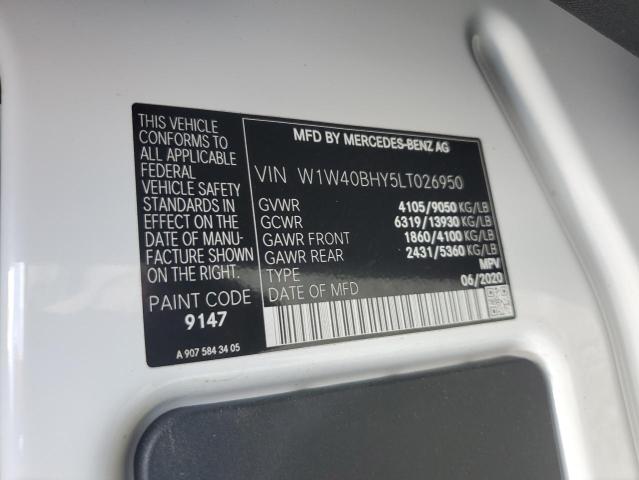 THIS VEHICLE
CONFORMS TO
ALL APPLICABLE
FEDERAL
VEHICLE SAFETY
STANDARDS IN
EFFECT ON THE
DATE OF MANU-
FACTURE SHOWN
ON THE RIGHT.
PAINT CODE
9147
A 907 584 34 05
MFD BY MERCEDES-BENZ AG
VIN W1W40BHY5LT026950
GVWR 4105/9050 KG/LB
GCWR 6319/13930 KG/LB
GAWR FRONT 1860/4100 KG/LB
GAWR REAR 2431/5360 KG/LB
TYPE MPV
DATE OF MFD 06/2020